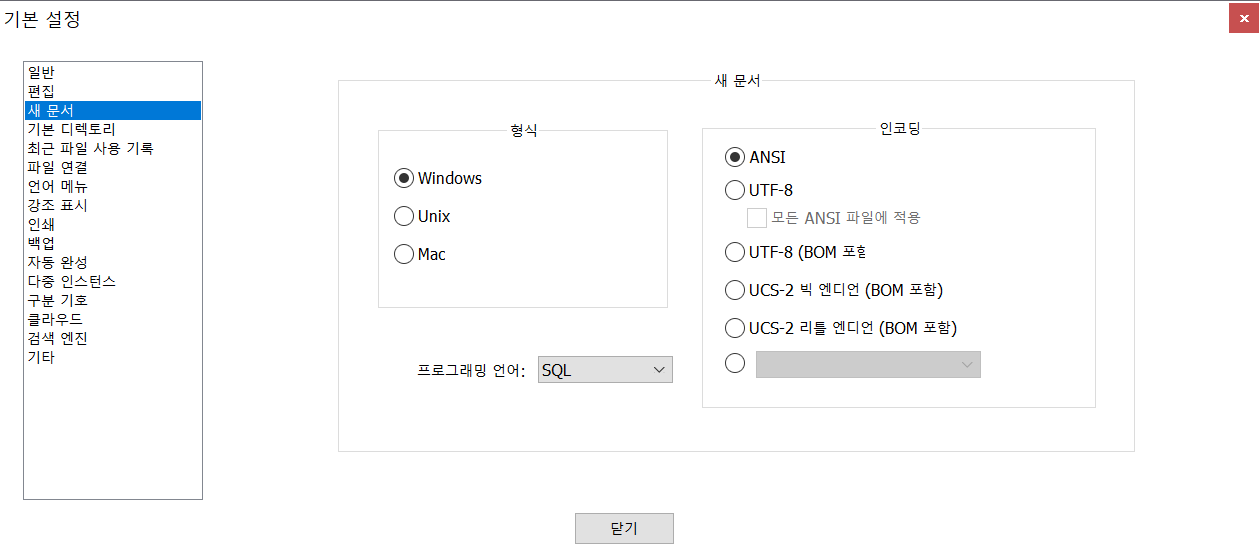 기본 설정
일반
편집
새 문서
기본 디렉토리
최근 파일 사용 기록
파일 연결
언어 메뉴
강조 표시
인쇄
백업
자동 완성
다중 인스턴스
구분 기호
클라우드
검색 엔진
기타
새 문서
형식
Windows
Unix
Mac
프로그래밍 언어: SQL
인코딩
ANSI
UTF-8
모든 ANSI 파일에 적용
UTF-8 (BOM 포함
UCS-2 빅 엔디언 (BOM 포함)
UCS-2 리틀 엔디언 (BOM 포함)
닫기